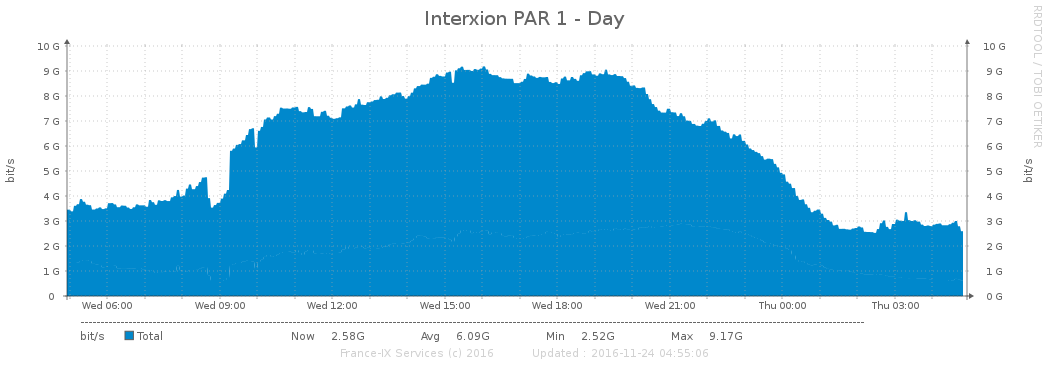 Interxion PAR 1 - Day
RRDTOOL / TOBI OETIKER
bit/s
10 G 10 G
9 G 9 G
8 G 8 G
7 G 7 G
6 G 6 G
5 G 5 G
4 G 4 G
3 G 3 G
2 G 2 G
1 G 1 G
0 0 G
bit/s
Wed 06:00 Wed 09:00 Wed 12:00 Wed 15:00 Wed 18:00 Wed 21:00 Thu 00:00 Thu 03:00
bit/s Total Now 2.58G Avg 6.09G Min 2.52G Max 9.17G
France-IX Services (c) 2016 Updated : 2016-11-24 04:55:06